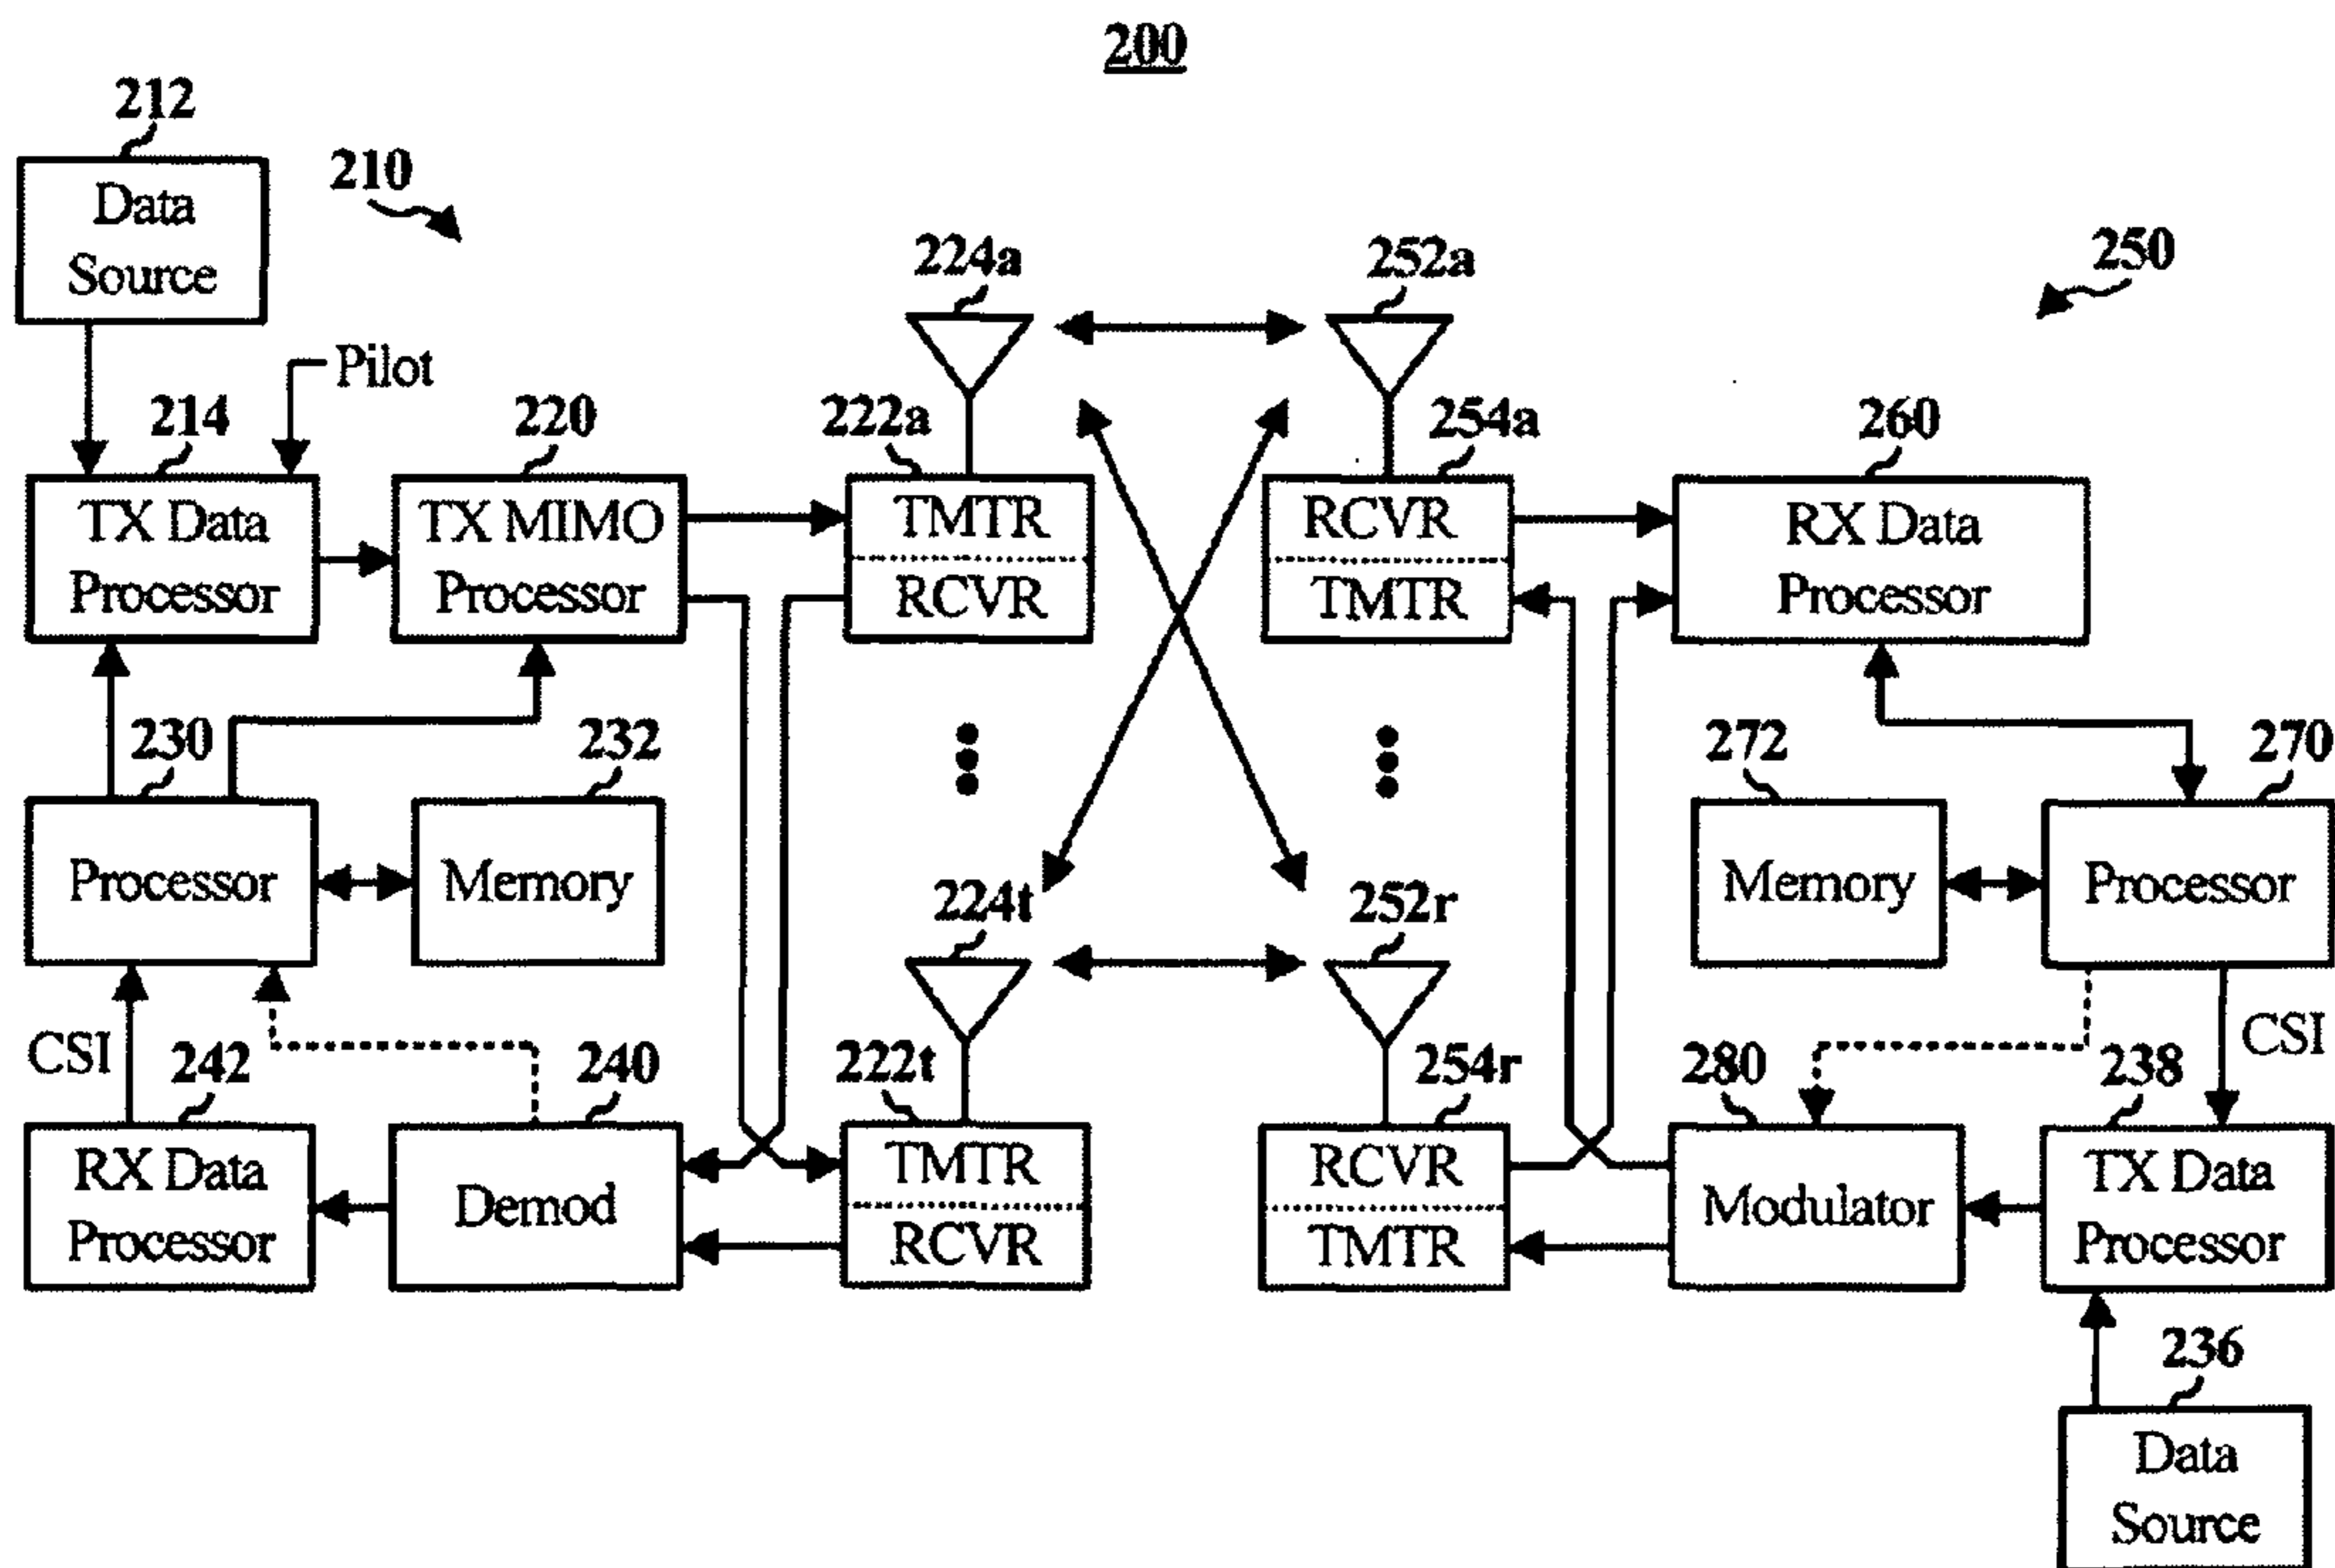 200
212
Data
Source
210
224a
252a
250
Pilot
214
220
222a
254a
260
TX Data
Processor
TX MIMO
Processor
TMTR
RCVR
RCVR
TMTR
RX Data
Processor
230
232
272
270
Processor
Memory
Memory
Processor
224t
252r
CSI
242
240
222t
254r
280
238
CSI
RX Data
Processor
Demod
TMTR
RCVR
RCVR
TMTR
Modulator
TX Data
Processor
236
Data
Source